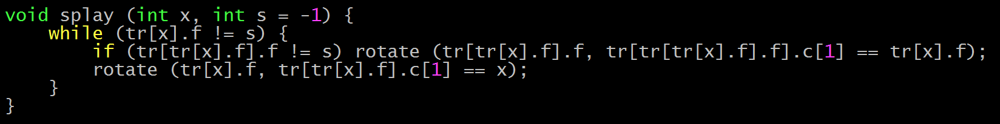 void splay (int x, int s = -1) {
    while (tr[x].f != s) {
        if (tr[tr[x].f].f != s) rotate (tr[tr[x].f].f, tr[tr[tr[x].f].f].c[1] == tr[x].f);
        rotate (tr[x].f, tr[tr[x].f].c[1] == x);
    }
}